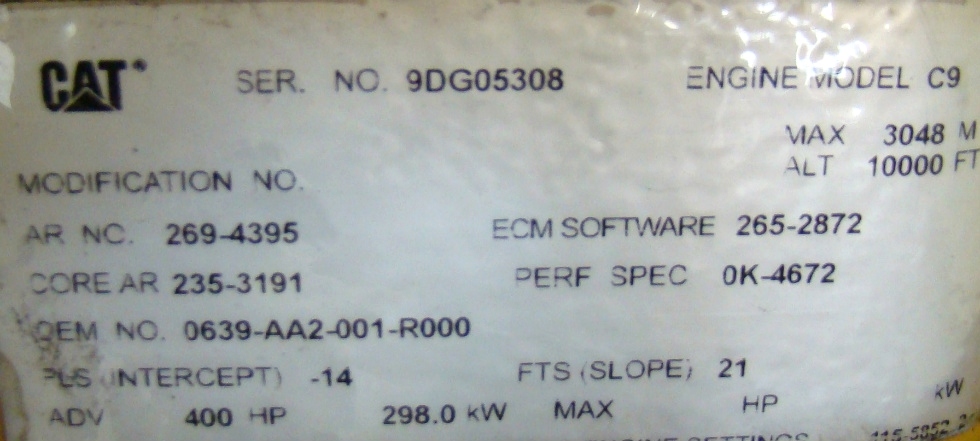 CAT® SER. NO. 9DG05308 ENGINE MODEL C9
MAX 3048 M
ALT 10000 FT
MODIFICATION NO.
AR NO. 269-4395 ECM SOFTWARE 265-2872
CORE AR 235-3191 PERF SPEC 0K-4672
OEM NO. 0639-AA2-001-R000
FLS (INTERCEPT) -14 FTS (SLOPE) 21
ADV 400 HP 298.0 kW MAX HP kW
SETTINGS